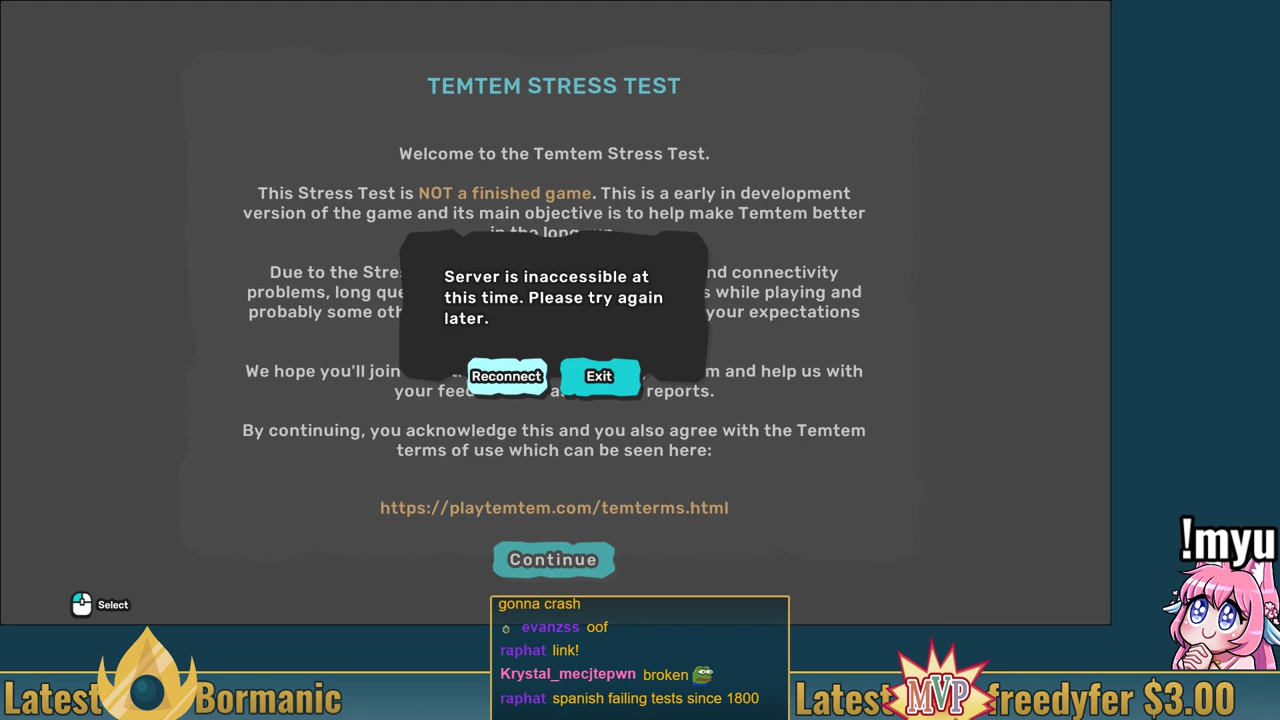 TEMTEM STRESS TEST
Welcome to the Temtem Stress Test.
This Stress Test is NOT a finished game. This is a early in development
version of the game and its main objective is to help make Temtem better
in the long run.
Server is inaccessible at
this time. Please try again
later.
Reconnect
Exit
Due to the Stre
nd connectivity
problems, long que
s while playing and
probably some oth
your expectations
We hope you'll join
m and help us with
your feed
reports.
By continuing, you acknowledge this and you also agree with the Temtem
terms of use which can be seen here:
https://playtemtem.com/temterms.html
Continue
Select
!myu
gonna crash
evanzss oof
raphat link!
Krystal_mecjtepwn broken
raphat spanish failing tests since 1800
Latest
Bormanic
Latest
MVP
freedyfer $3.00